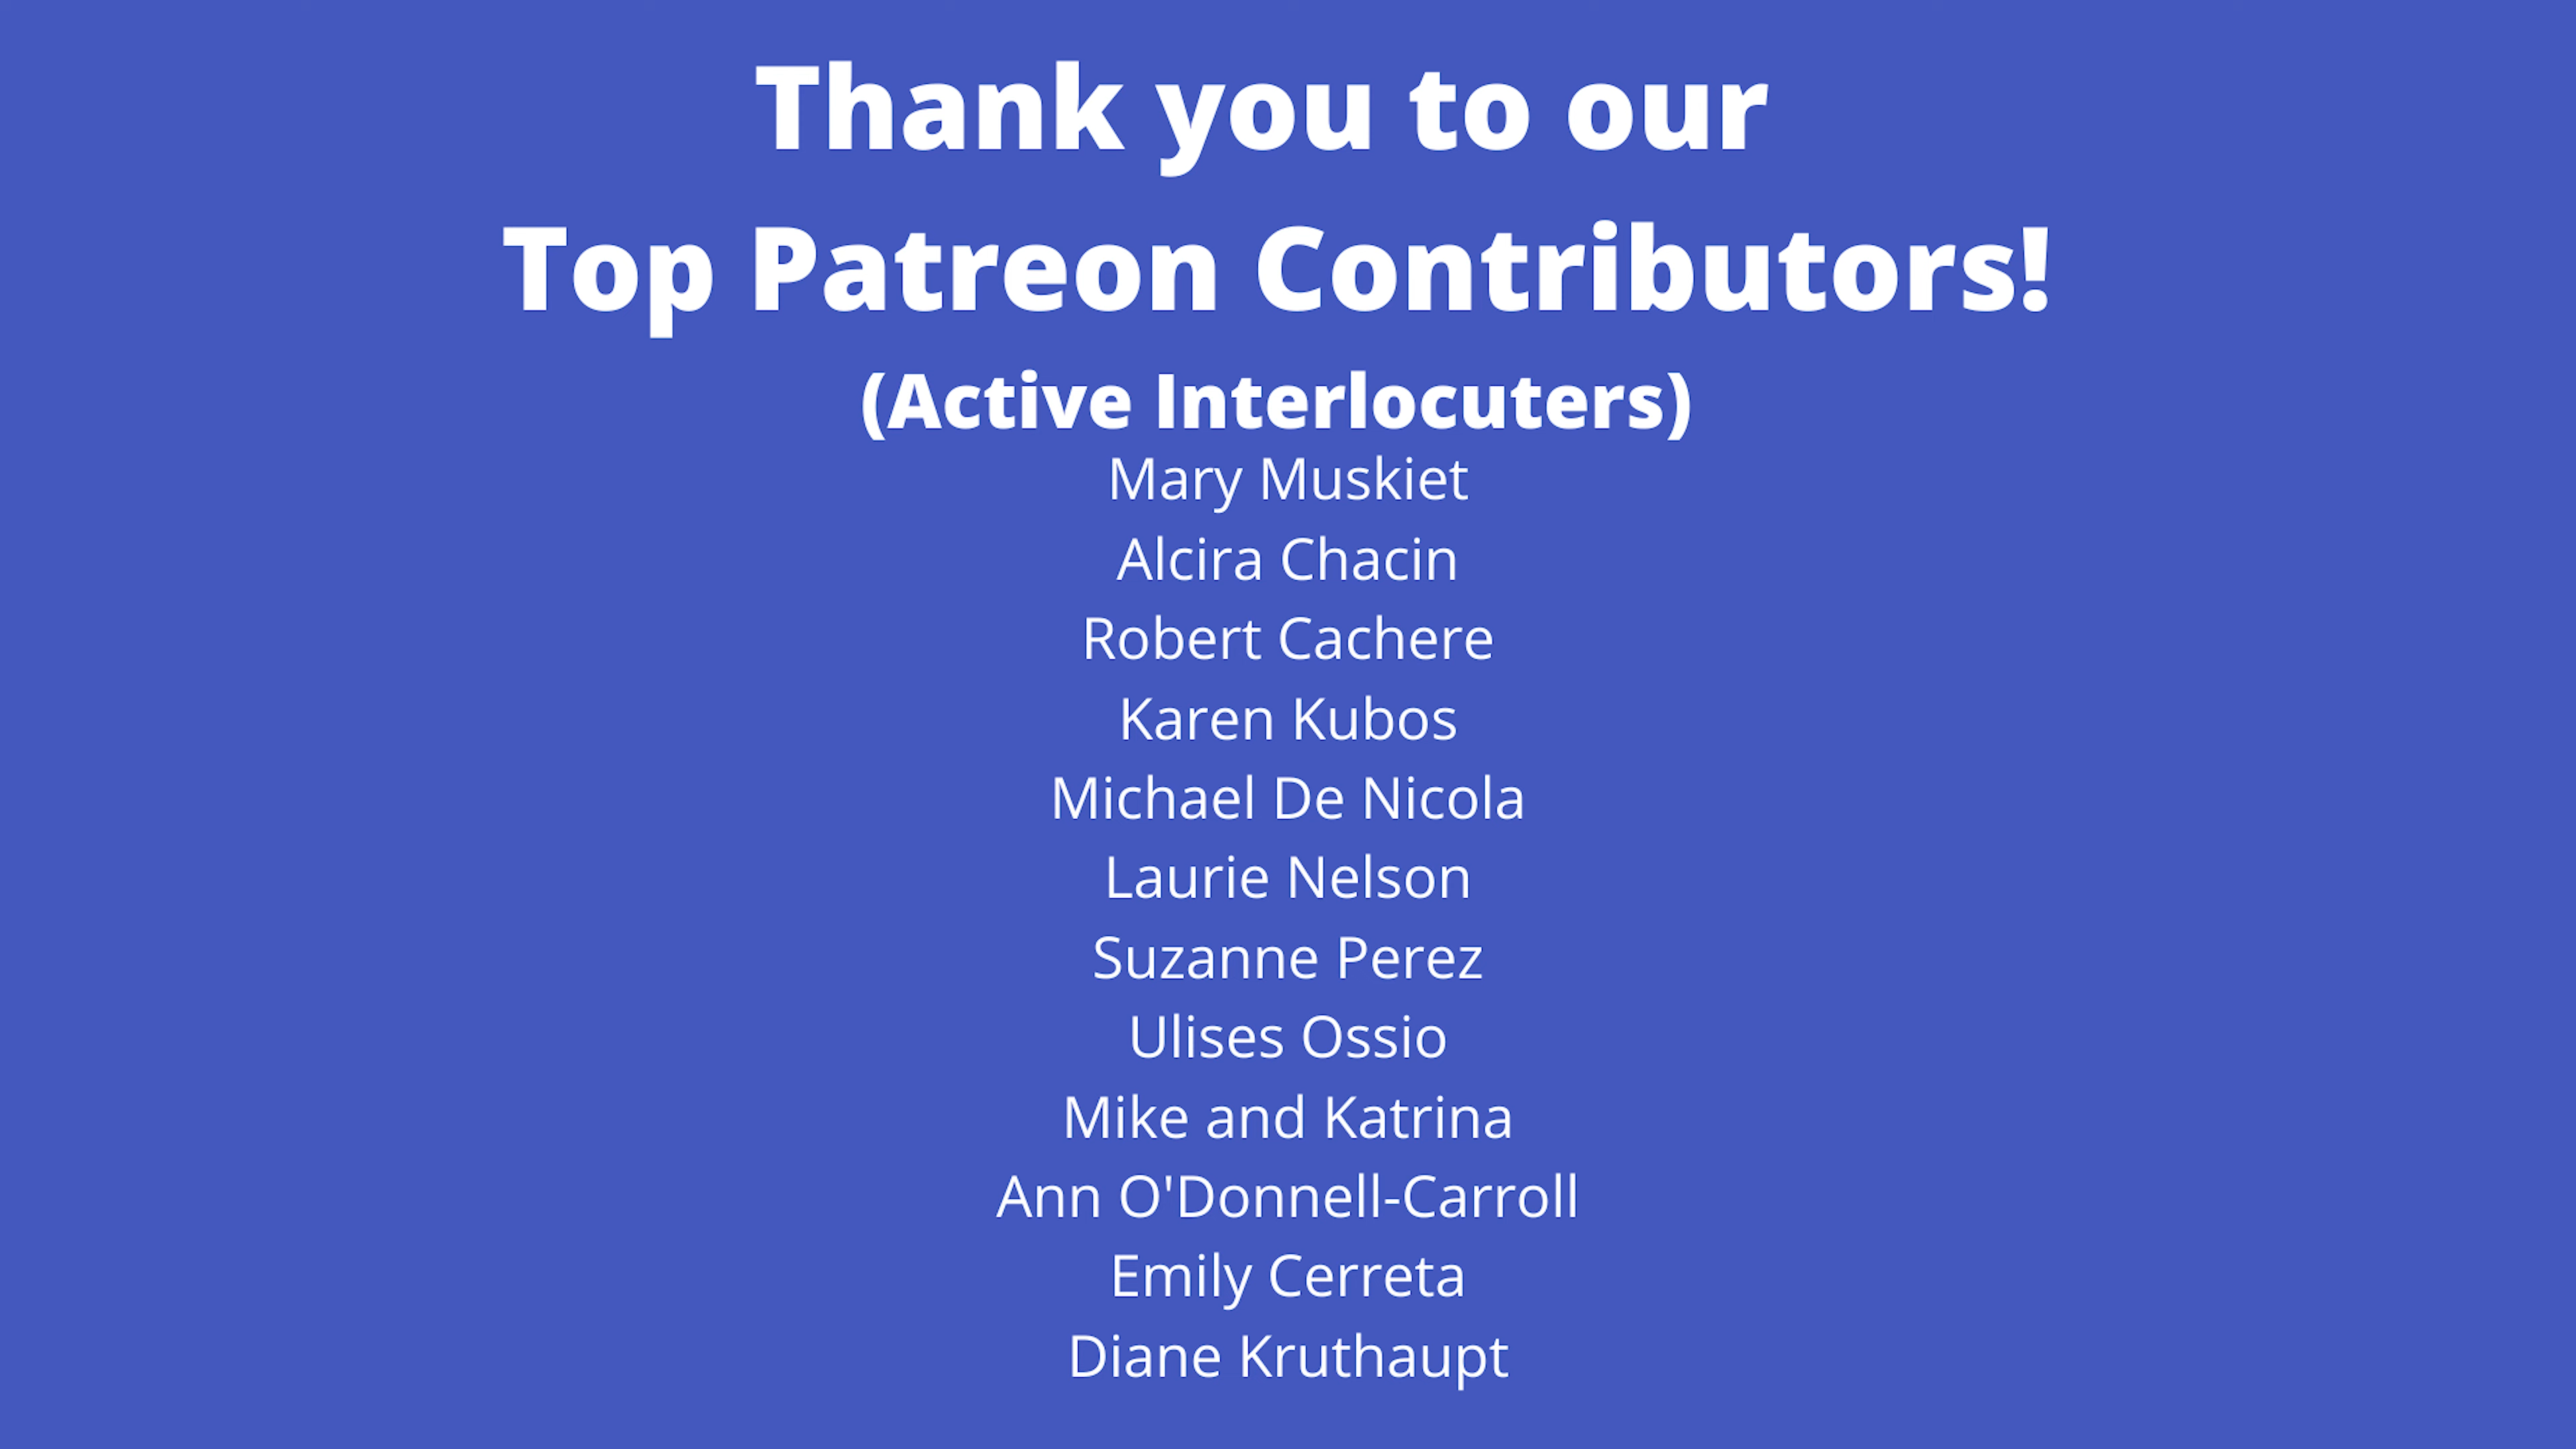 Thank you to our
Top Patreon Contributors!
(Active Interlocuters)
Mary Muskiet
Alcira Chacin
Robert Cachere
Karen Kubos
Michael De Nicola
Laurie Nelson
Suzanne Perez
Ulises Ossio
Mike and Katrina
Ann O'Donnell-Carroll
Emily Cerreta
Diane Kruthaupt